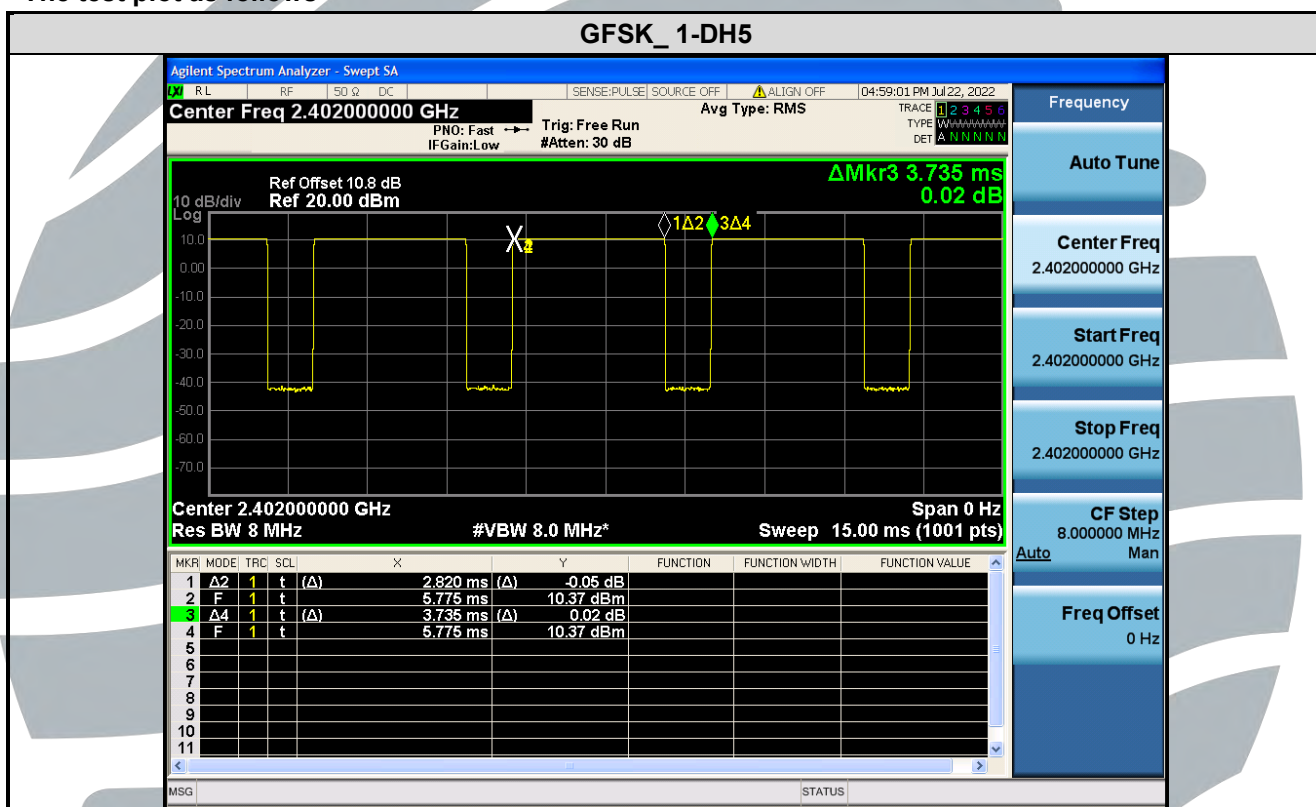 GFSK_ 1-DH5
Agilent Spectrum Analyzer - Swept SA
LXI RL RF 50 Ω DC SENSE:PULSE SOURCE OFF ALIGN OFF 04:59:01 PM Jul 22, 2022
Center Freq 2.402000000 GHz Avg Type: RMS TRACE 1 2 3 4 5 6
PNO: Fast Trig: Free Run TYPE
IFGain:Low #Atten: 30 dB DET A N N N N N
ΔMkr3 3.735 ms
0.02 dB
Ref Offset 10.8 dB
10 dB/div Ref 20.00 dBm
Log
1Δ2 3Δ4
10.0
0.00
-10.0
-20.0
-30.0
-40.0
-50.0
-60.0
-70.0
Center 2.402000000 GHz Span 0 Hz
Res BW 8 MHz #VBW 8.0 MHz* Sweep 15.00 ms (1001 pts)
MKR MODE TRC SCL X Y FUNCTION FUNCTION WIDTH FUNCTION VALUE
1 Δ2 1 t (Δ) 2.820 ms (Δ) -0.05 dB
2 F 1 t 5.775 ms 10.37 dBm
3 Δ4 1 t (Δ) 3.735 ms (Δ) 0.02 dB
4 F 1 t 5.775 ms 10.37 dBm
5
6
7
8
9
10
11
MSG STATUS
Frequency
Auto Tune
Center Freq
2.402000000 GHz
Start Freq
2.402000000 GHz
Stop Freq
2.402000000 GHz
CF Step
8.000000 MHz
Auto Man
Freq Offset
0 Hz